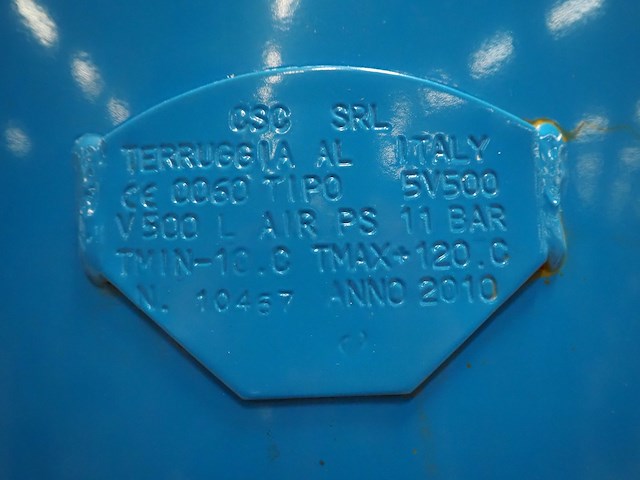 CSC SRL
TERRUGGIA AL ITALY
CE 0060 TIPO 5V500
V 500 L AIR PS 11 BAR
TMIN-10.C TMAX+120.C
N. 10467 ANNO 2010